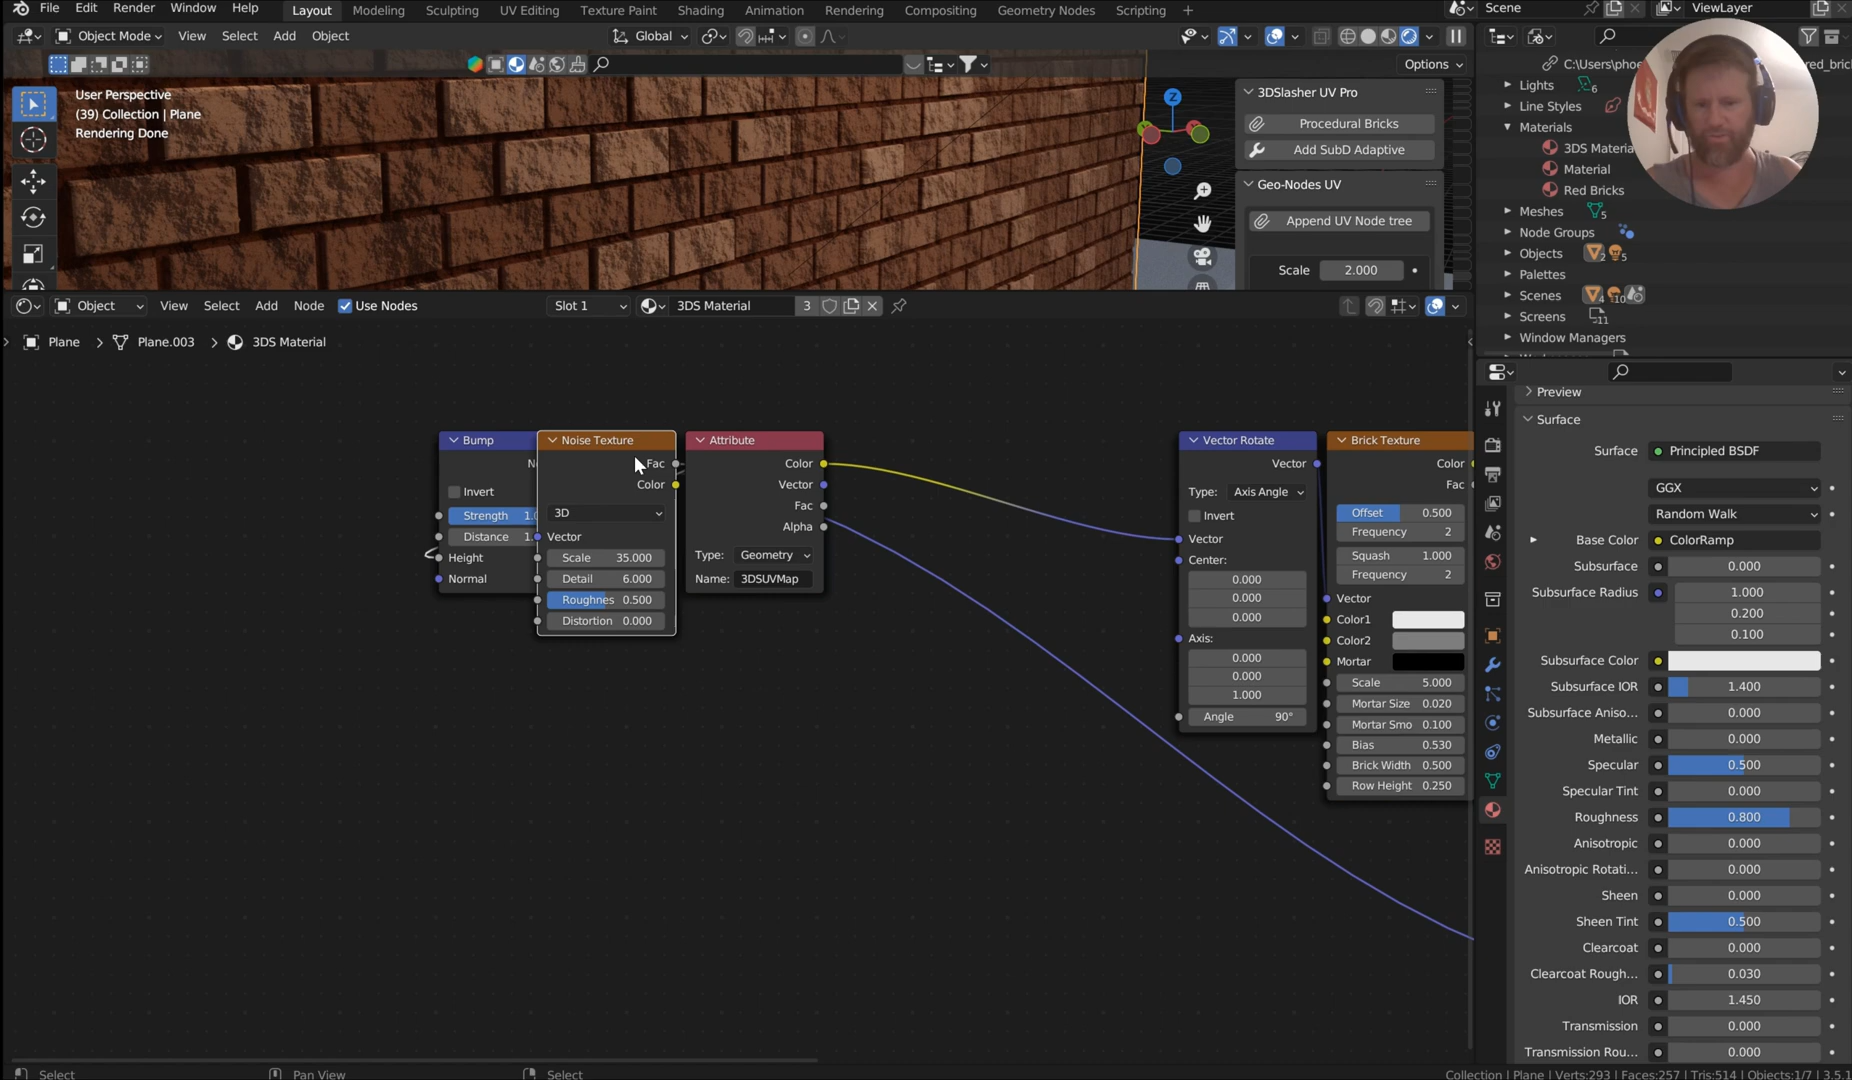 File Edit Render Window Help Layout Modeling Sculpting UV Editing Texture Paint Shading Animation Rendering Compositing Geometry Nodes Scripting + Scene ViewLayer
Object Mode View Select Add Object Global
Options
User Perspective
(39) Collection | Plane
Rendering Done
Z
3DSlasher UV Pro
Procedural Bricks
Add SubD Adaptive
Geo-Nodes UV
Append UV Node tree
Scale 2.000
C:\Users\phoe red_bric
Lights 6
Line Styles
Materials
3DS Materia
Material
Red Bricks
Meshes 5
Node Groups
Objects 2 5
Palettes
Scenes 4 10
Screens 11
Window Managers
Object View Select Add Node Use Nodes Slot 1 3DS Material 3
Plane > Plane.003 > 3DS Material
Bump
N
Invert
Strength 1.0
Distance 1.
Height
Normal
Noise Texture
Fac
Color
3D
Vector
Scale 35.000
Detail 6.000
Roughnes 0.500
Distortion 0.000
Attribute
Color
Vector
Fac
Alpha
Type: Geometry
Name: 3DSUVMap
Vector Rotate
Vector
Type: Axis Angle
Invert
Vector
Center:
0.000
0.000
0.000
Axis:
0.000
0.000
1.000
Angle 90°
Brick Texture
Color
Fac
Offset 0.500
Frequency 2
Squash 1.000
Frequency 2
Vector
Color1
Color2
Mortar
Scale 5.000
Mortar Size 0.020
Mortar Smo 0.100
Bias 0.530
Brick Width 0.500
Row Height 0.250
Preview
Surface
Surface Principled BSDF
GGX
Random Walk
Base Color ColorRamp
Subsurface 0.000
Subsurface Radius 1.000
0.200
0.100
Subsurface Color
Subsurface IOR 1.400
Subsurface Aniso... 0.000
Metallic 0.000
Specular 0.500
Specular Tint 0.000
Roughness 0.800
Anisotropic 0.000
Anisotropic Rotati... 0.000
Sheen 0.000
Sheen Tint 0.500
Clearcoat 0.000
Clearcoat Rough... 0.030
IOR 1.450
Transmission 0.000
Transmission Rou... 0.000
Select Pan View Select Collection | Plane | Verts:293 | Faces:257 | Tris:514 | Objects:1/7 | 3.5.1